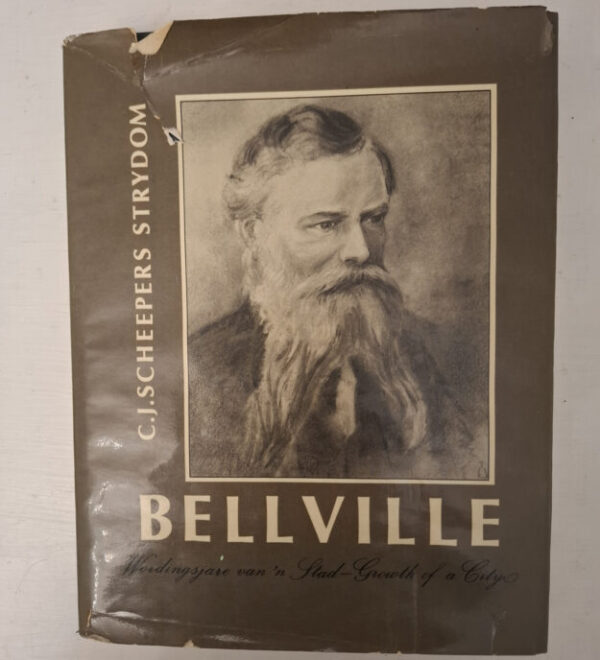 C.J.SCHEEPERS STRYDOM
BELLVILLE
Wordingsjare van 'n Stad—Growth of a City